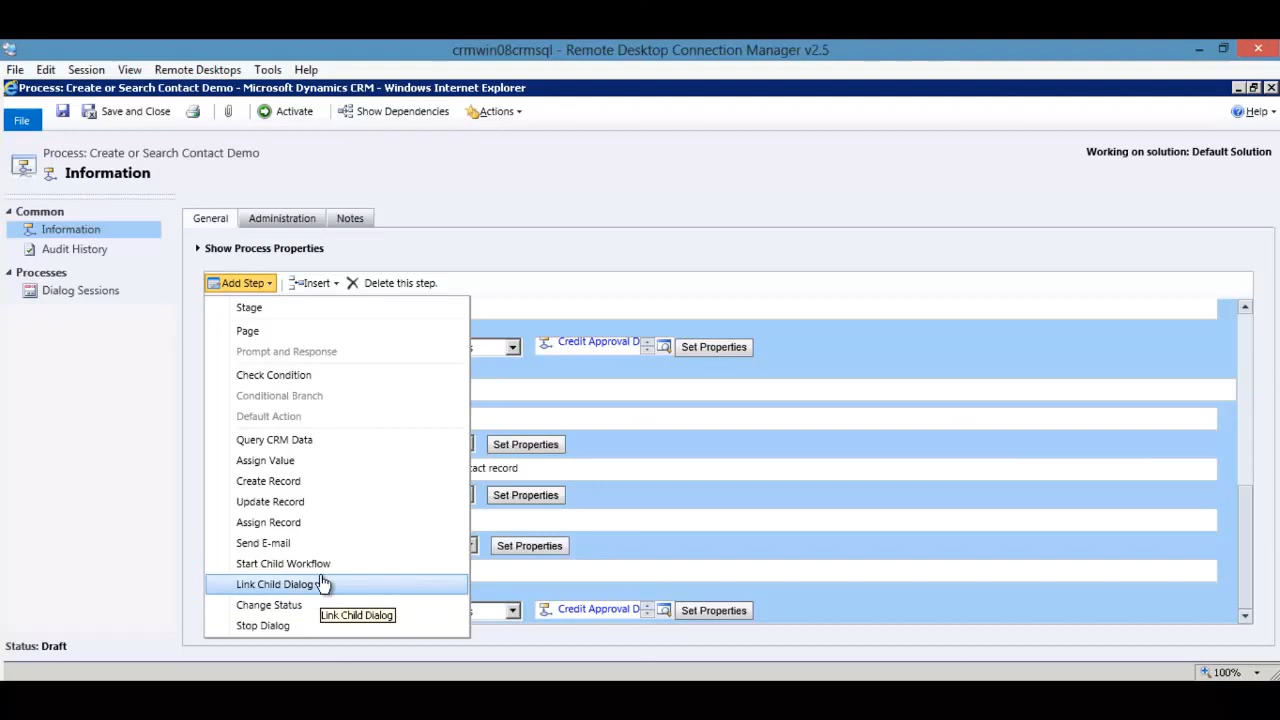 crmwin08crmsql - Remote Desktop Connection Manager v2.5
File Edit Session View Remote Desktops Tools Help
Process: Create or Search Contact Demo - Microsoft Dynamics CRM - Windows Internet Explorer
File Save and Close Activate Show Dependencies Actions Help
Process: Create or Search Contact Demo
Information
Working on solution: Default Solution
Common
Information
Audit History
Processes
Dialog Sessions
General Administration Notes
Show Process Properties
Add Step Insert Delete this step.
Stage
Page
Prompt and Response
Check Condition
Conditional Branch
Default Action
Query CRM Data
Assign Value
Create Record
Update Record
Assign Record
Send E-mail
Start Child Workflow
Link Child Dialog
Change Status
Stop Dialog
Link Child Dialog
Credit Approval D Set Properties
Set Properties
tact record
Set Properties
Set Properties
Credit Approval D Set Properties
Status: Draft
100%